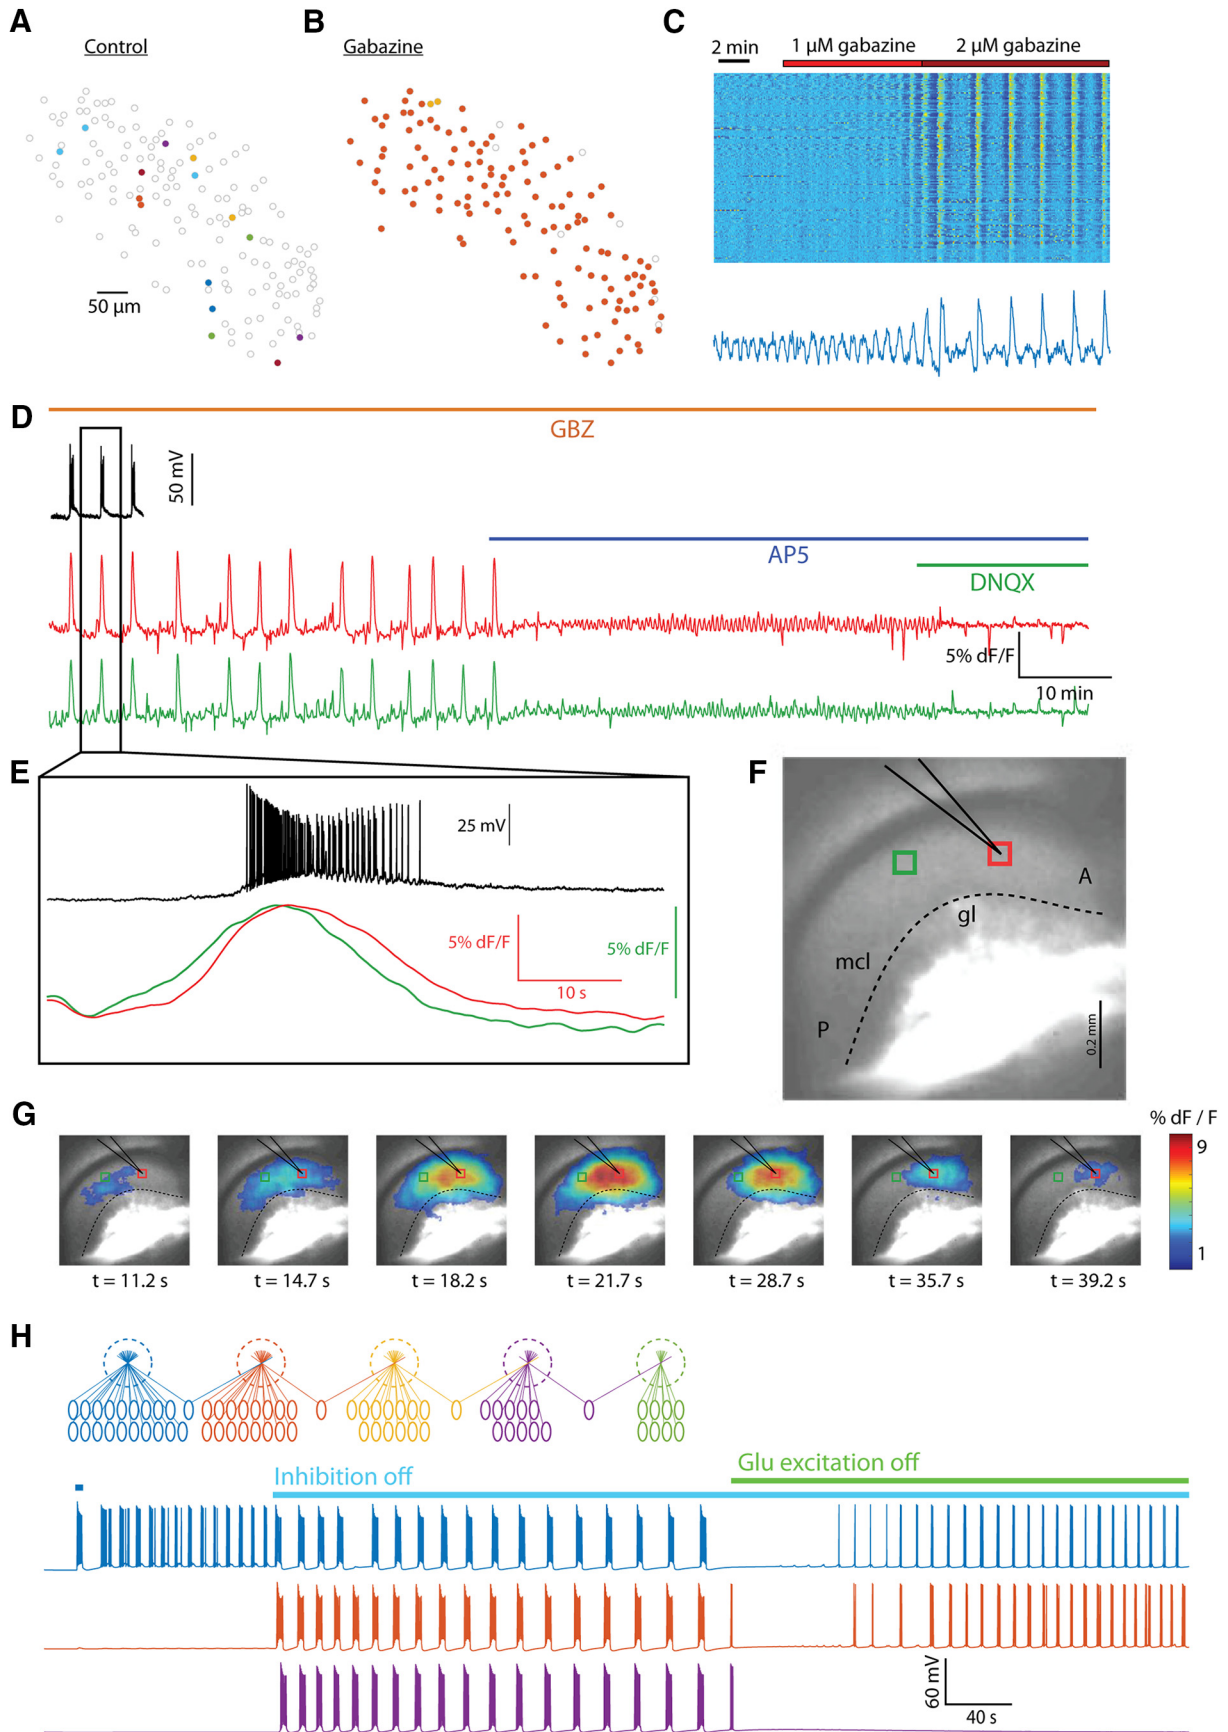 A
Control
50 µm
B
Gabazine
C
2 min
1 µM gabazine
2 µM gabazine
D
GBZ
50 mV
AP5
DNQX
5% dF/F
10 min
E
25 mV
5% dF/F
10 s
5% dF/F
F
A
gl
mcl
P
0.2 mm
G
% dF / F
9
1
t = 11.2 s
t = 14.7 s
t = 18.2 s
t = 21.7 s
t = 28.7 s
t = 35.7 s
t = 39.2 s
H
Inhibition off
Glu excitation off
60 mV
40 s